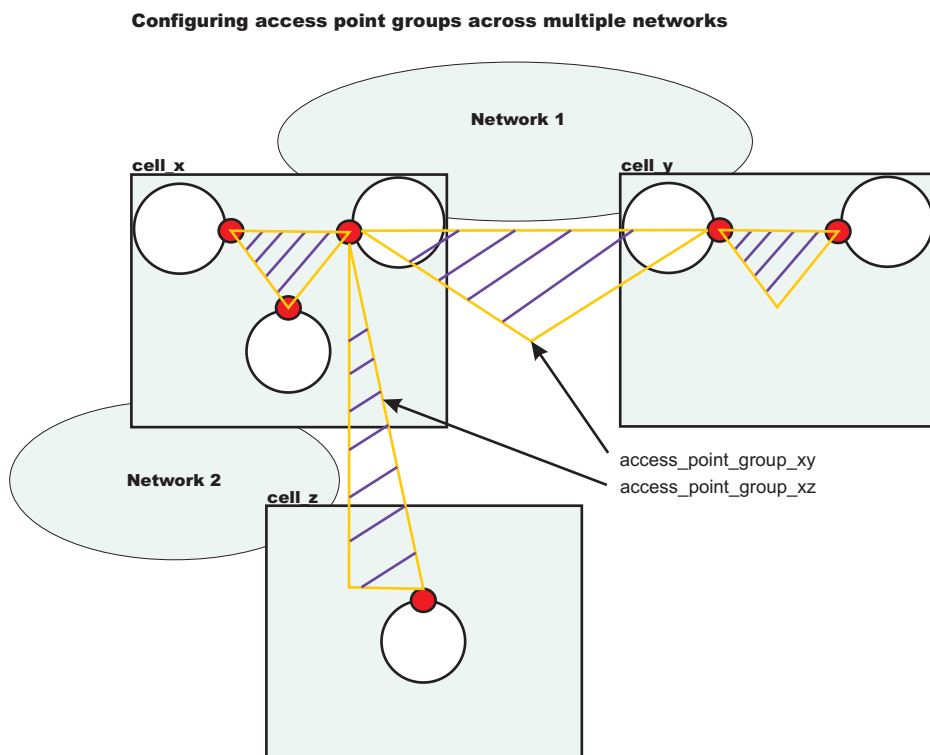 Configuring access point groups across multiple networks
Network 1
cell_x
cell_y
access_point_group_xy
access_point_group_xz
Network 2
cell_z